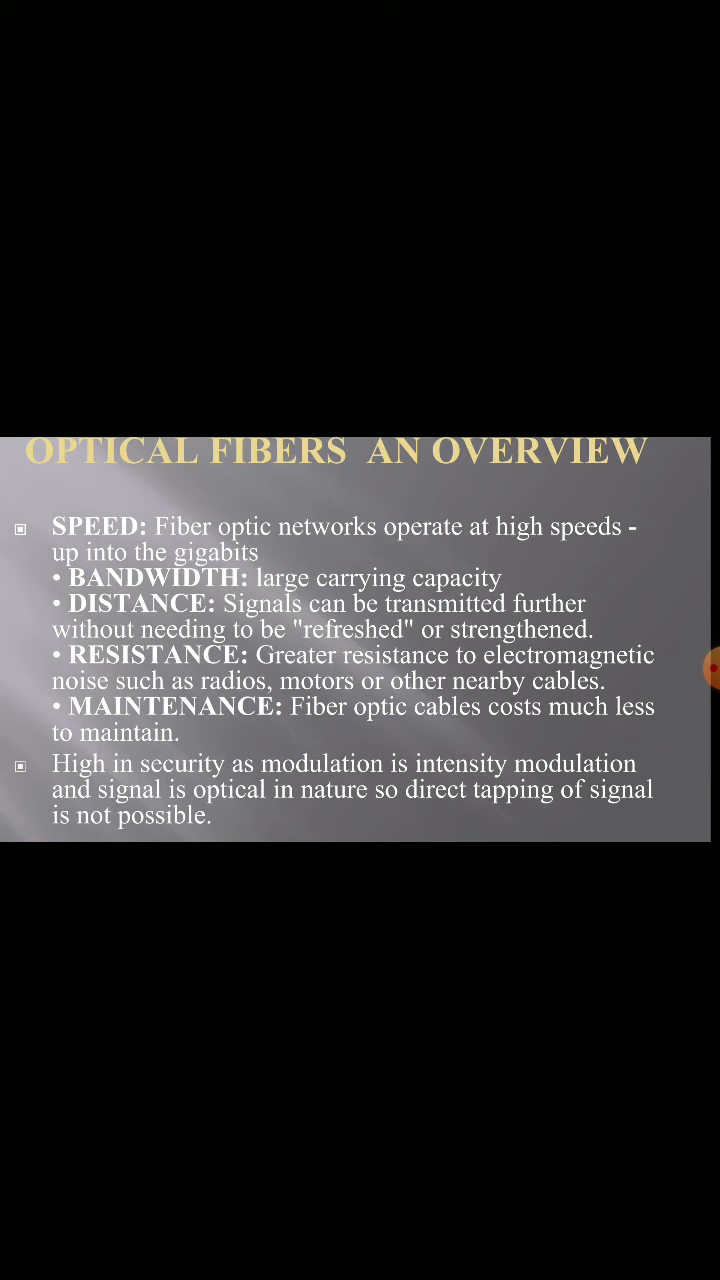 OPTICAL FIBERS AN OVERVIEW
SPEED: Fiber optic networks operate at high speeds -
up into the gigabits
• BANDWIDTH: large carrying capacity
• DISTANCE: Signals can be transmitted further
without needing to be "refreshed" or strengthened.
• RESISTANCE: Greater resistance to electromagnetic
noise such as radios, motors or other nearby cables.
• MAINTENANCE: Fiber optic cables costs much less
to maintain.
High in security as modulation is intensity modulation
and signal is optical in nature so direct tapping of signal
is not possible.